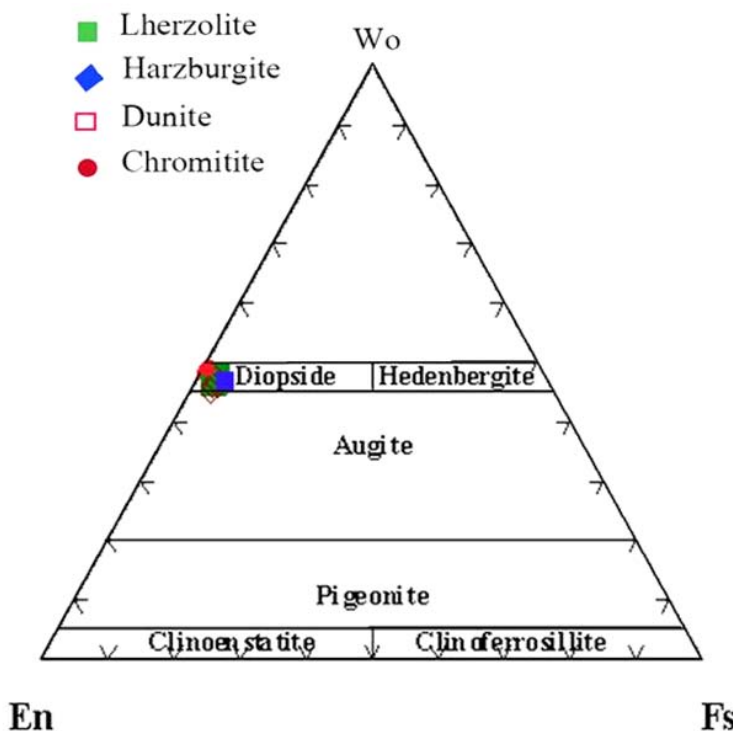 Lherzolite
Wo
Harzburgite
Dunite
Chromitite
Diopside Hedenbergite
Augite
Pigeonite
Clinoenstatite Clinoferrosillite
En Fs